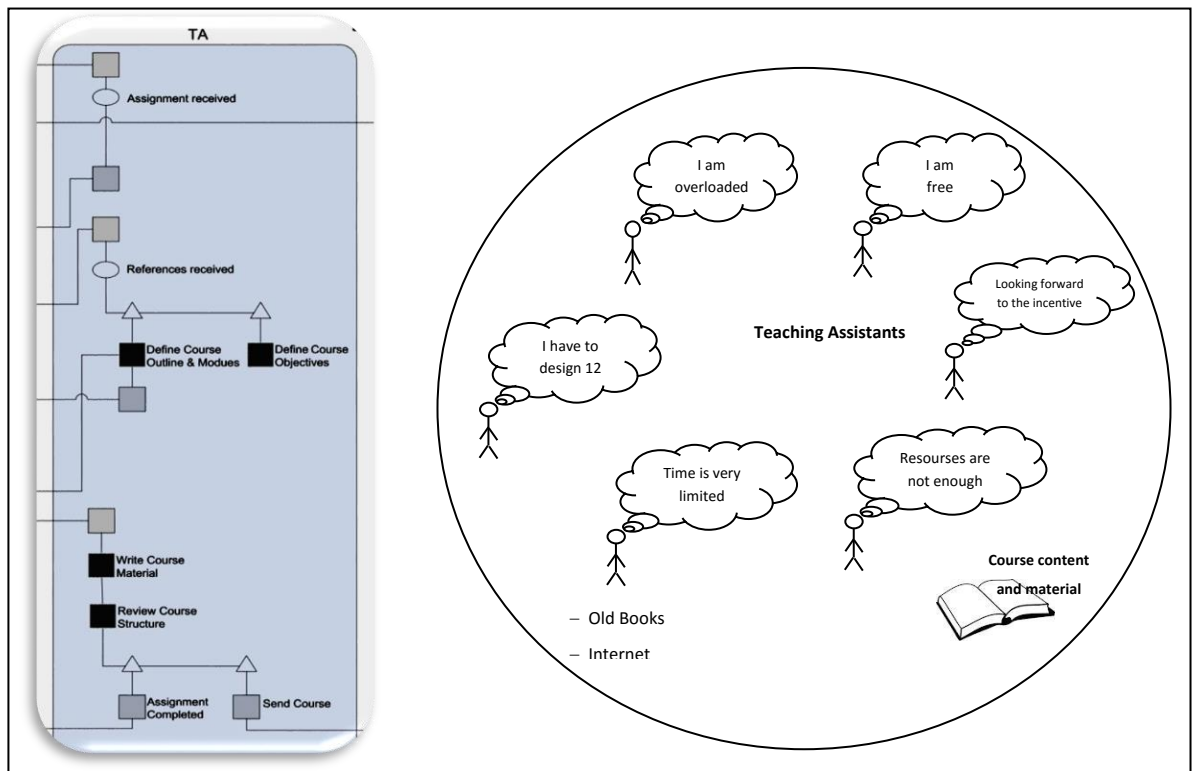 TA
Assignment received
References received
Define Course
Outline & Modues
Define Course
Objectives
Write Course
Material
Review Course
Structure
Assignment
Completed
Send Course
I am
overloaded
I am
free
Looking forward
to the incentive
Teaching Assistants
I have to
design 12
Time is very
limited
Resourses are
not enough
Course content
and material
– Old Books
– Internet